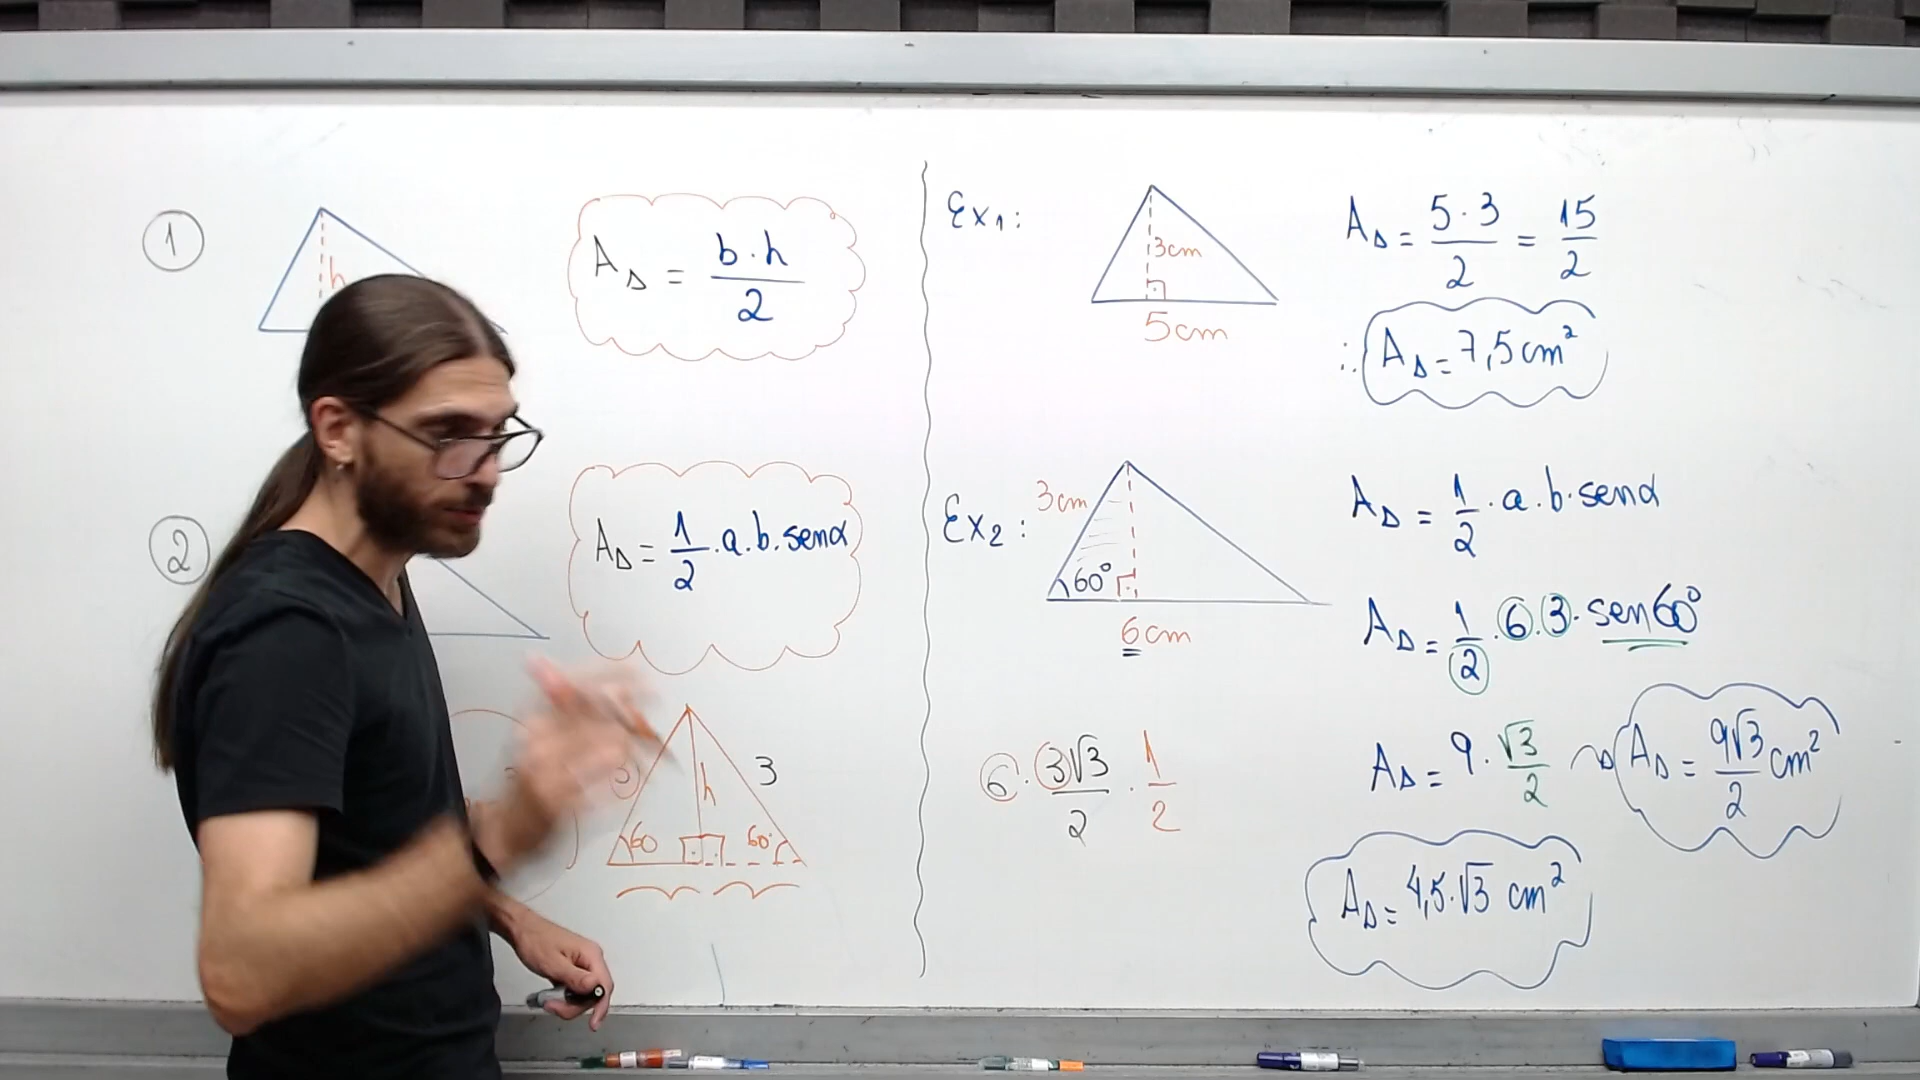 1
h
A△ = b·h/2
2
A△ = 1/2·a.b.senα
h
3
60
60°
Ex1:
3cm
5cm
A△ = 5·3/2 = 15/2
∴ A△ = 7,5cm²
Ex2:
3cm
60°
6cm
A△ = 1/2·a.b.senα
A△ = 1/2·6.3.sen60°
6·3√3/2·1/2
A△ = 9·√3/2
A△ = 9√3/2 cm²
A△ = 4,5.√3 cm²